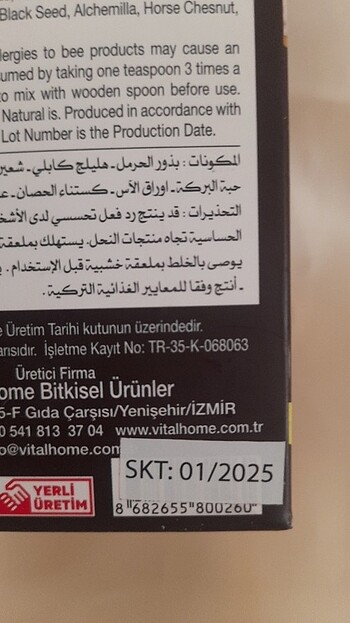 Black Seed, Alchemilla, Horse Chesnut,
lergies to bee products may cause an
umed by taking one teaspoon 3 times a
to mix with wooden spoon before use.
Natural is. Produced in accordance with
Lot Number is the Production Date.
المكونات : بذور الحرمل - هليلج كابلي - شعير
حبة البركة - اوراق الآس - كستناء الحصان - عـ
التحذيرات : قد ينتج رد فعل تحسسي لدى الأشخـ
الحساسية تجاه منتجات النحل. يستهلك بملعقة
يوصى بالخلط بملعقة خشبية قبل الإستخدام .
- أنتج وفقا للمعايير الغذائية التركية .
e Üretim Tarihi kutunun üzerindedir.
ansıdır. İşletme Kayıt No: TR-35-K-068063
Üretici Firma
ome Bitkisel Ürünler
5-F Gıda Çarşısı/Yenişehir/İZMİR
0 541 813 37 04 www.vitalhome.com.tr
o@vitalhome.com
SKT: 01/2025
YERLİ
ÜRETİM
8 682655 800260